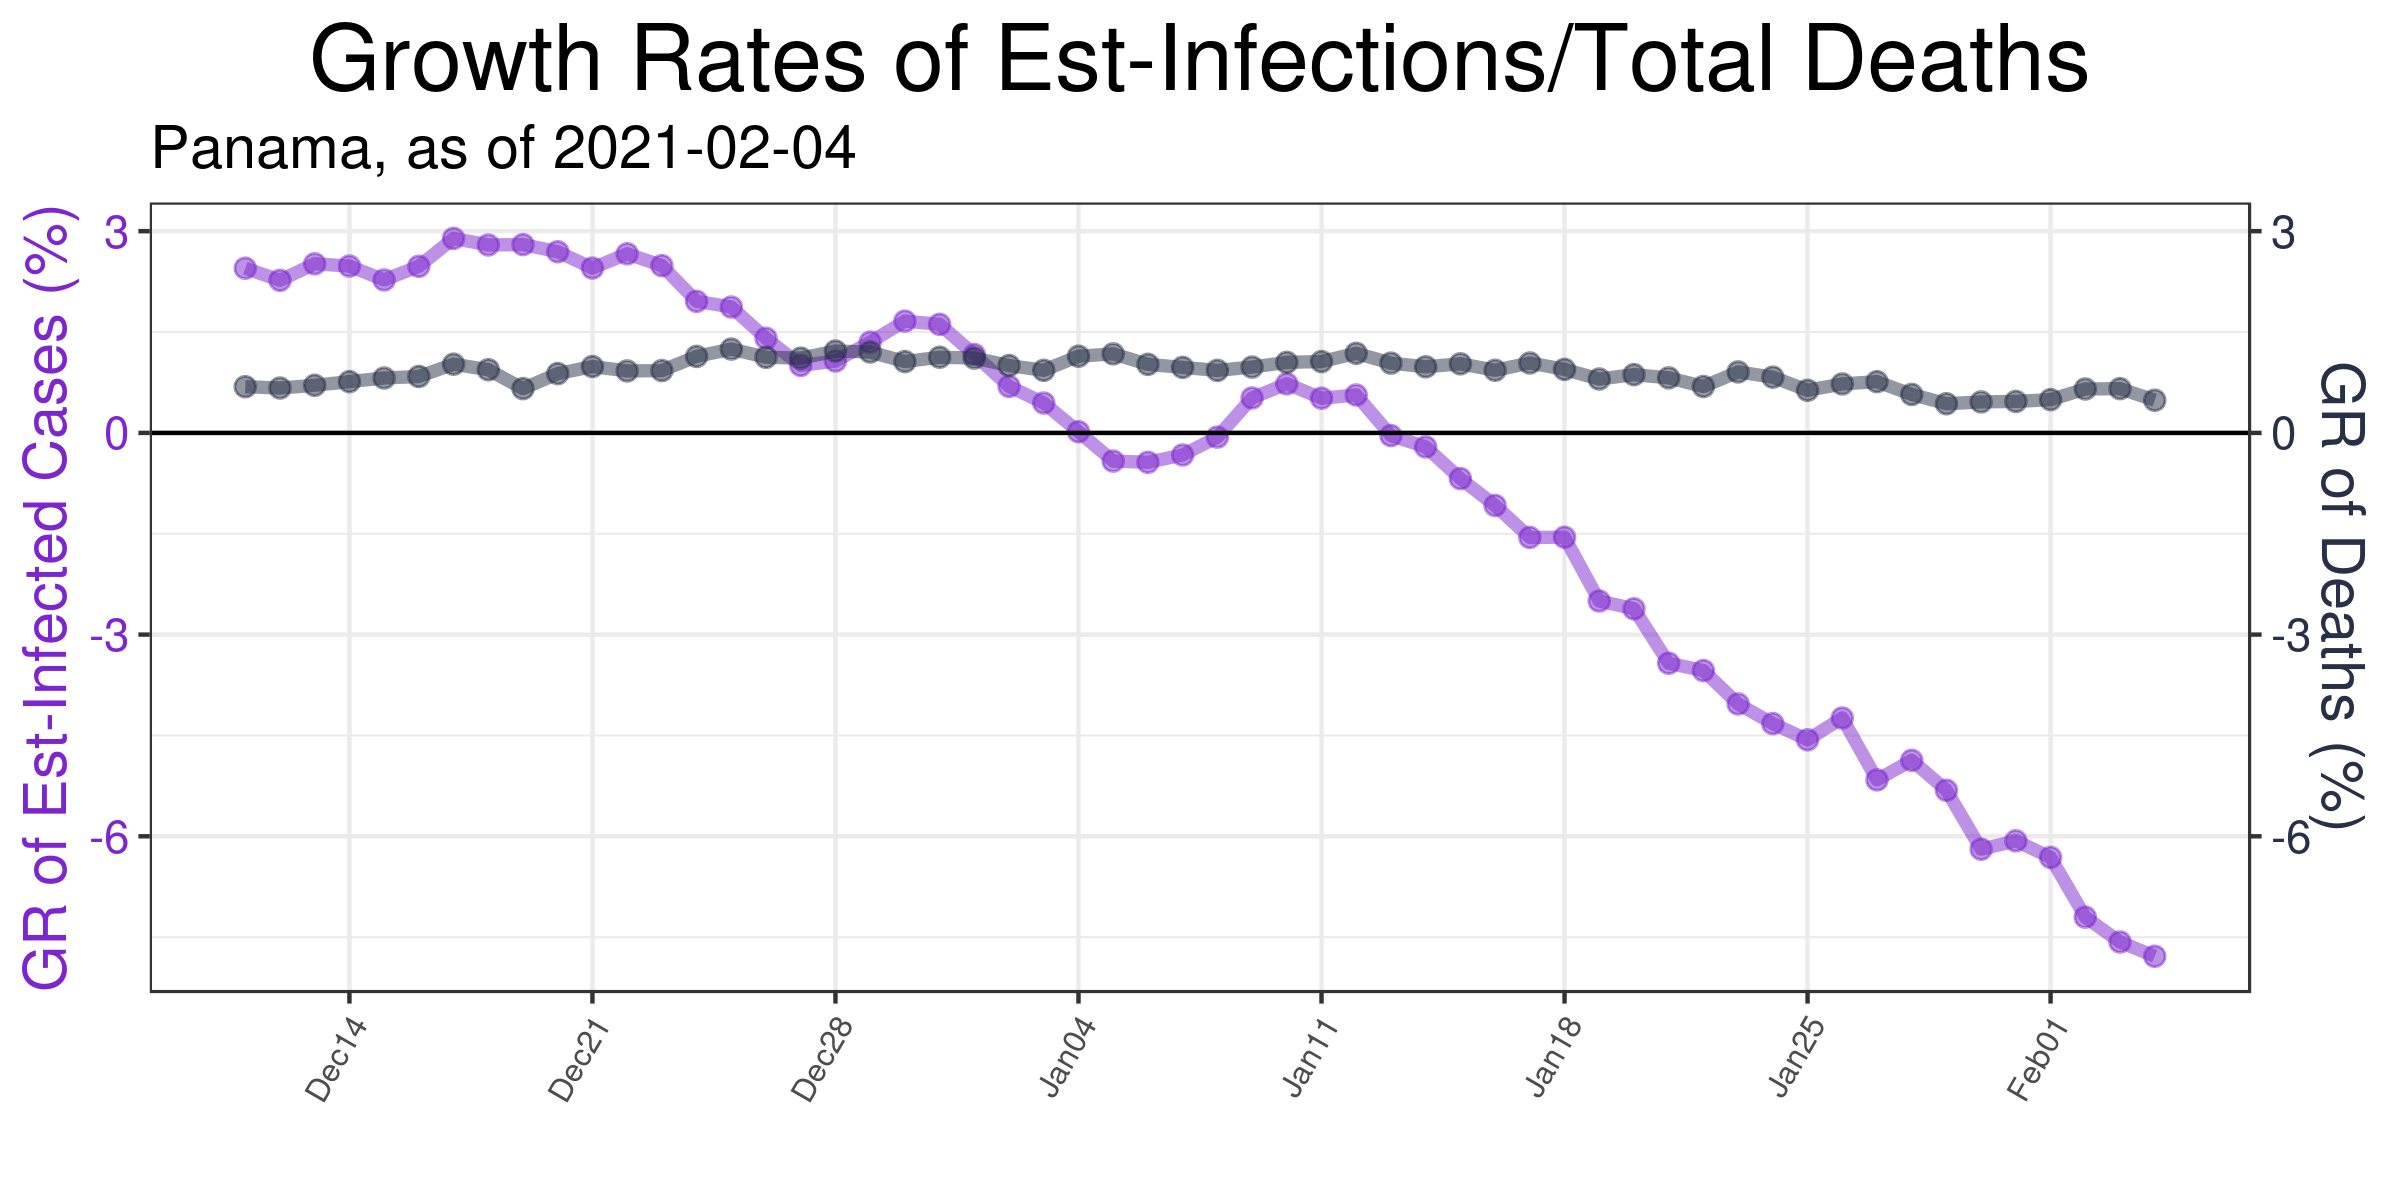 Growth Rates of Est-Infections/Total Deaths
Panama, as of 2021-02-04
GR of Est-Infected Cases (%)
3
0
-3
-6
3
0
-3
-6
GR of Deaths (%)
Dec14
Dec21
Dec28
Jan04
Jan11
Jan18
Jan25
Feb01